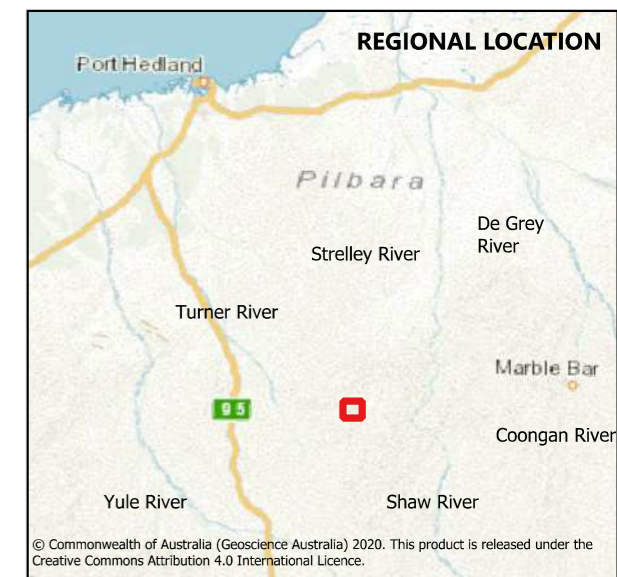 REGIONAL LOCATION
Port Hedland
Pilbara
De Grey
River
Strelley River
Turner River
Marble Bar
95
Coongan River
Yule River
Shaw River
© Commonwealth of Australia (Geoscience Australia) 2020. This product is released under the
Creative Commons Attribution 4.0 International Licence.